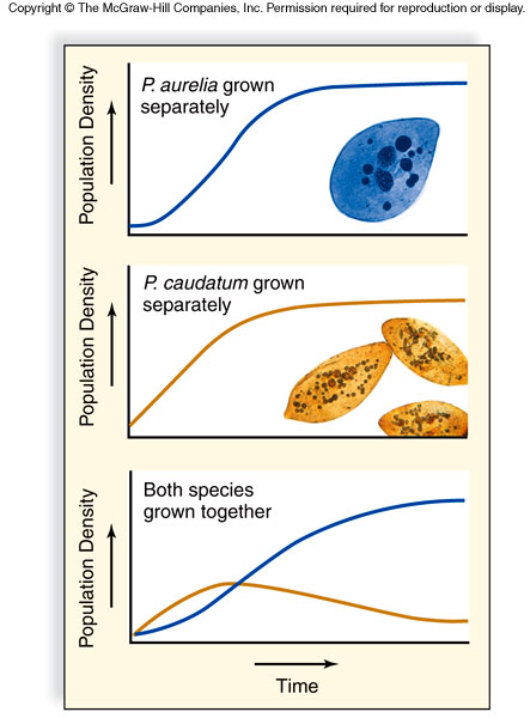 Copyright © The McGraw-Hill Companies, Inc. Permission required for reproduction or display.
P. aurelia grown
separately
Population Density
P. caudatum grown
separately
Population Density
Both species
grown together
Population Density
Time